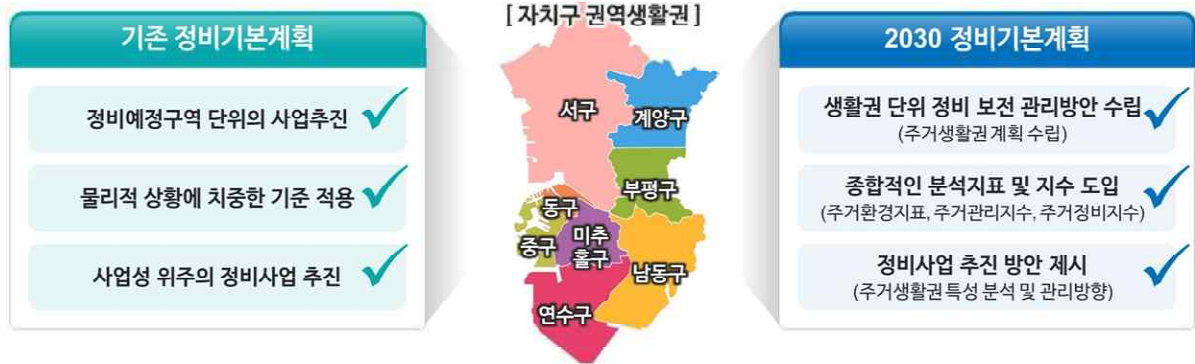 기존 정비기본계획
정비예정구역 단위의 사업추진
물리적 상황에 치중한 기준 적용
사업성 위주의 정비사업 추진
[ 자치구 권역생활권 ]
서구
계양구
부평구
동구
중구
미추
홀구
남동구
연수구
2030 정비기본계획
생활권 단위 정비 보전 관리방안 수립
(주거생활권 계획 수립)
종합적인 분석지표 및 지수 도입
(주거환경지표, 주거관리지수, 주거정비지수)
정비사업 추진 방안 제시
(주거생활권 특성 분석 및 관리방향)